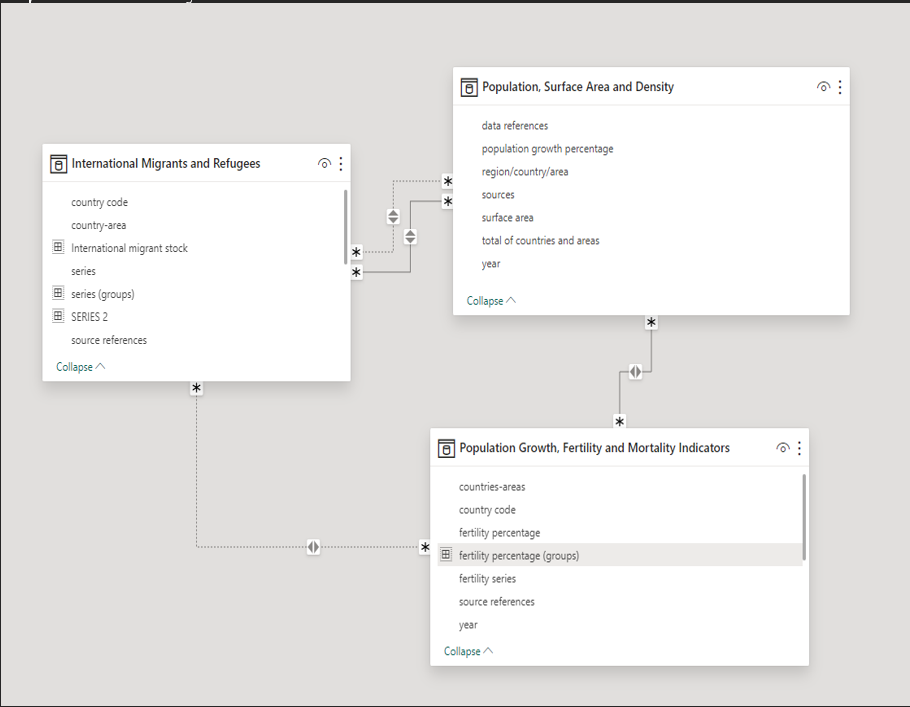 Population, Surface Area and Density
data references
population growth percentage
region/country/area
sources
surface area
total of countries and areas
year
Collapse
International Migrants and Refugees
country code
country-area
International migrant stock
series
series (groups)
SERIES 2
source references
Collapse
Population Growth, Fertility and Mortality Indicators
countries-areas
country code
fertility percentage
fertility percentage (groups)
fertility series
source references
year
Collapse